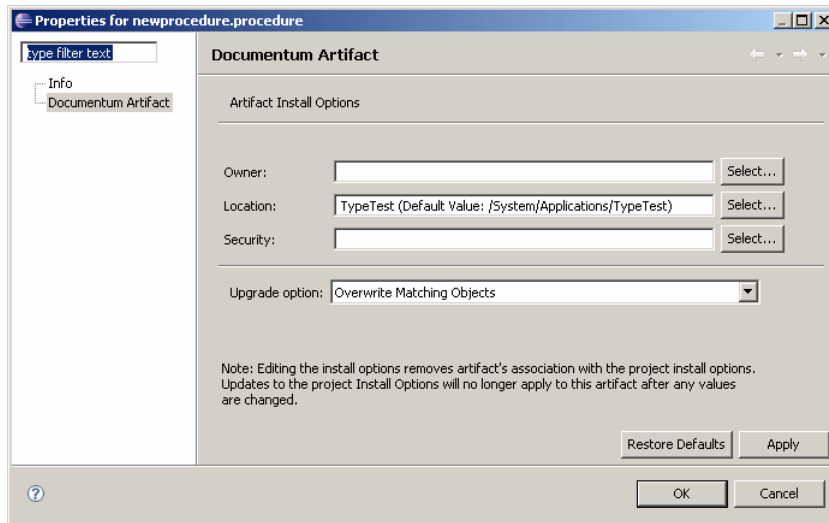 Properties for newprocedure.procedure
type filter text
Info
Documentum Artifact
Documentum Artifact
Artifact Install Options
Owner:
Select...
Location:
TypeTest (Default Value: /System/Applications/TypeTest)
Select...
Security:
Select...
Upgrade option:
Overwrite Matching Objects
Note: Editing the install options removes artifact's association with the project install options.
Updates to the project Install Options will no longer apply to this artifact after any values
are changed.
Restore Defaults
Apply
?
OK
Cancel